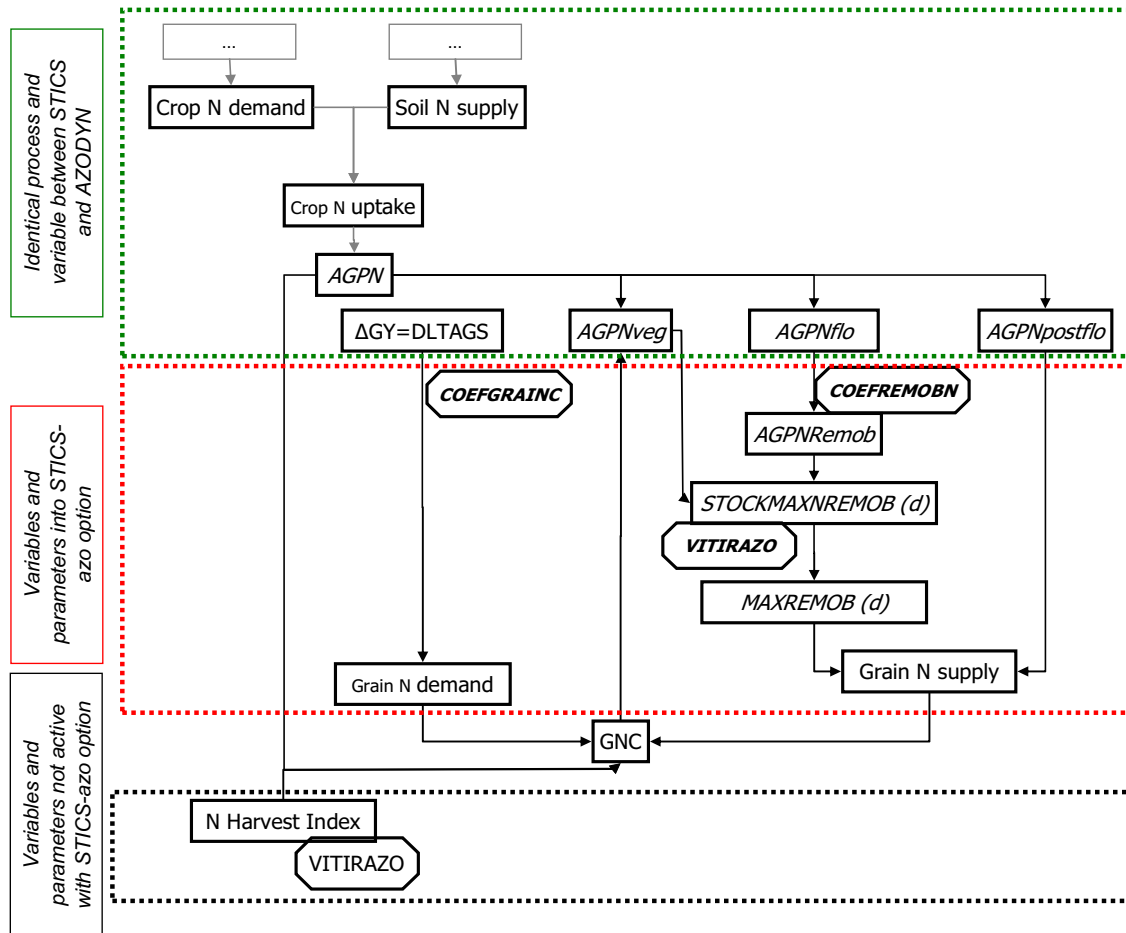 Identical process and
variable between STICS
and AZODYN
...
...
Crop N demand
Soil N supply
Crop N uptake
AGPN
ΔGY=DLTAGS
AGPNveg
AGPNflo
AGPNpostflo
Variables and
parameters into STICS-
azo option
COEFGRAINC
COEFREMOBN
AGPNRemob
STOCKMAXNREMOB (d)
VITIRAZO
MAXREMOB (d)
Grain N demand
Grain N supply
GNC
Variables and
parameters not active
with STICS-azo option
N Harvest Index
VITIRAZO